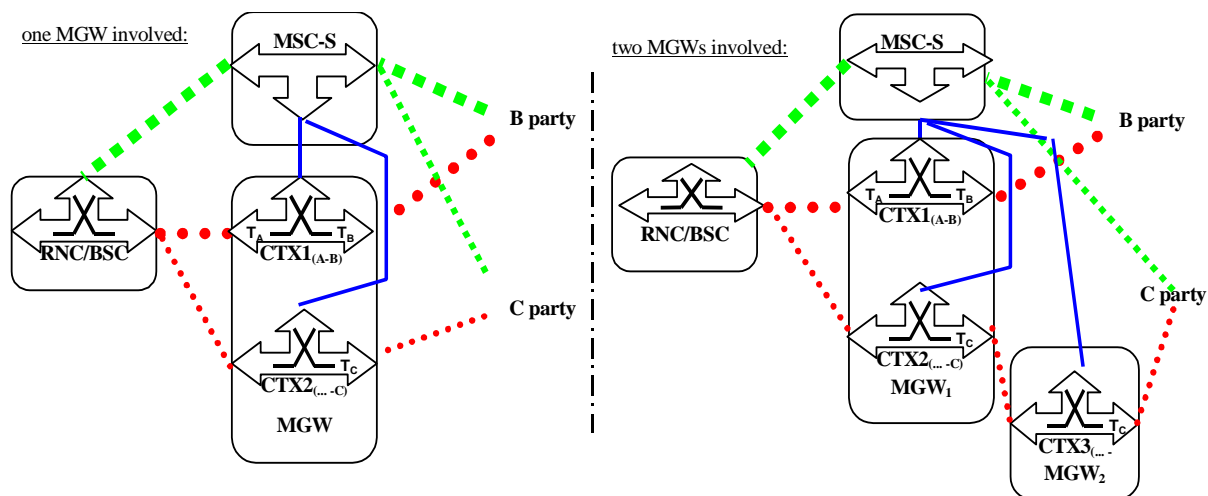 one MGW involved:
MSC-S
B party
RNC/BSC
T_A
T_B
CTX1(A-B)
C party
T_C
CTX2(... -C)
MGW
two MGWs involved:
MSC-S
B party
RNC/BSC
T_A
T_B
CTX1(A-B)
C party
T_C
CTX2(... -C)
MGW1
T_C
CTX3(... -
MGW2